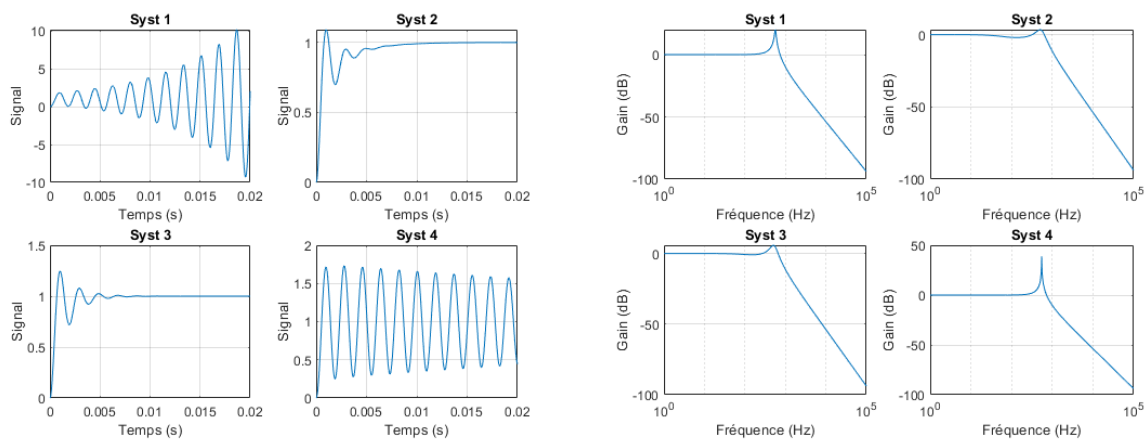 Syst 1
10
5
0
-5
-10
Signal
0 0.005 0.01 0.015 0.02
Temps (s)
Syst 2
1
0.5
0
Signal
0 0.005 0.01 0.015 0.02
Temps (s)
Syst 1
0
-50
-100
Gain (dB)
10^0 10^5
Fréquence (Hz)
Syst 2
0
-50
-100
Gain (dB)
10^0 10^5
Fréquence (Hz)
Syst 3
1.5
1
0.5
0
Signal
0 0.005 0.01 0.015 0.02
Temps (s)
Syst 4
2
1.5
1
0.5
0
Signal
0 0.005 0.01 0.015 0.02
Temps (s)
Syst 3
0
-50
-100
Gain (dB)
10^0 10^5
Fréquence (Hz)
Syst 4
50
0
-50
-100
Gain (dB)
10^0 10^5
Fréquence (Hz)